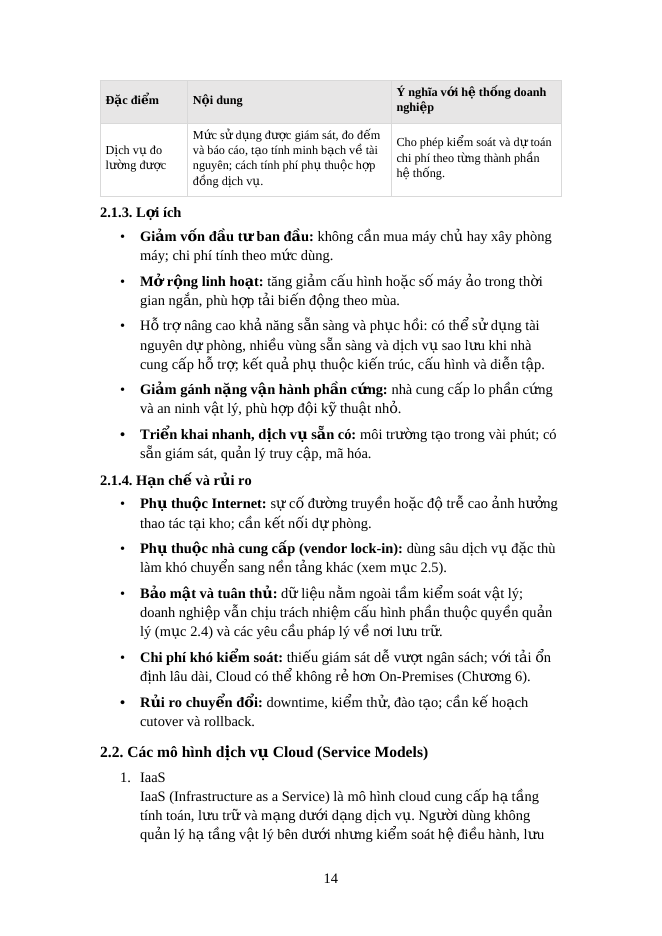 Đặc điểm
Nội dung
Ý nghĩa với hệ thống doanh
nghiệp
Dịch vụ đo
lường được
Mức sử dụng được giám sát, đo đếm
và báo cáo, tạo tính minh bạch về tài
nguyên; cách tính phí phụ thuộc hợp
đồng dịch vụ.
Cho phép kiểm soát và dự toán
chi phí theo từng thành phần
hệ thống.
2.1.3. Lợi ích
• Giảm vốn đầu tư ban đầu: không cần mua máy chủ hay xây phòng
máy; chi phí tính theo mức dùng.
• Mở rộng linh hoạt: tăng giảm cấu hình hoặc số máy ảo trong thời
gian ngắn, phù hợp tải biến động theo mùa.
• Hỗ trợ nâng cao khả năng sẵn sàng và phục hồi: có thể sử dụng tài
nguyên dự phòng, nhiều vùng sẵn sàng và dịch vụ sao lưu khi nhà
cung cấp hỗ trợ; kết quả phụ thuộc kiến trúc, cấu hình và diễn tập.
• Giảm gánh nặng vận hành phần cứng: nhà cung cấp lo phần cứng
và an ninh vật lý, phù hợp đội kỹ thuật nhỏ.
• Triển khai nhanh, dịch vụ sẵn có: môi trường tạo trong vài phút; có
sẵn giám sát, quản lý truy cập, mã hóa.
2.1.4. Hạn chế và rủi ro
• Phụ thuộc Internet: sự cố đường truyền hoặc độ trễ cao ảnh hưởng
thao tác tại kho; cần kết nối dự phòng.
• Phụ thuộc nhà cung cấp (vendor lock-in): dùng sâu dịch vụ đặc thù
làm khó chuyển sang nền tảng khác (xem mục 2.5).
• Bảo mật và tuân thủ: dữ liệu nằm ngoài tầm kiểm soát vật lý;
doanh nghiệp vẫn chịu trách nhiệm cấu hình phần thuộc quyền quản
lý (mục 2.4) và các yêu cầu pháp lý về nơi lưu trữ.
• Chi phí khó kiểm soát: thiếu giám sát dễ vượt ngân sách; với tải ổn
định lâu dài, Cloud có thể không rẻ hơn On-Premises (Chương 6).
• Rủi ro chuyển đổi: downtime, kiểm thử, đào tạo; cần kế hoạch
cutover và rollback.
2.2. Các mô hình dịch vụ Cloud (Service Models)
1. IaaS
IaaS (Infrastructure as a Service) là mô hình cloud cung cấp hạ tầng
tính toán, lưu trữ và mạng dưới dạng dịch vụ. Người dùng không
quản lý hạ tầng vật lý bên dưới nhưng kiểm soát hệ điều hành, lưu
14